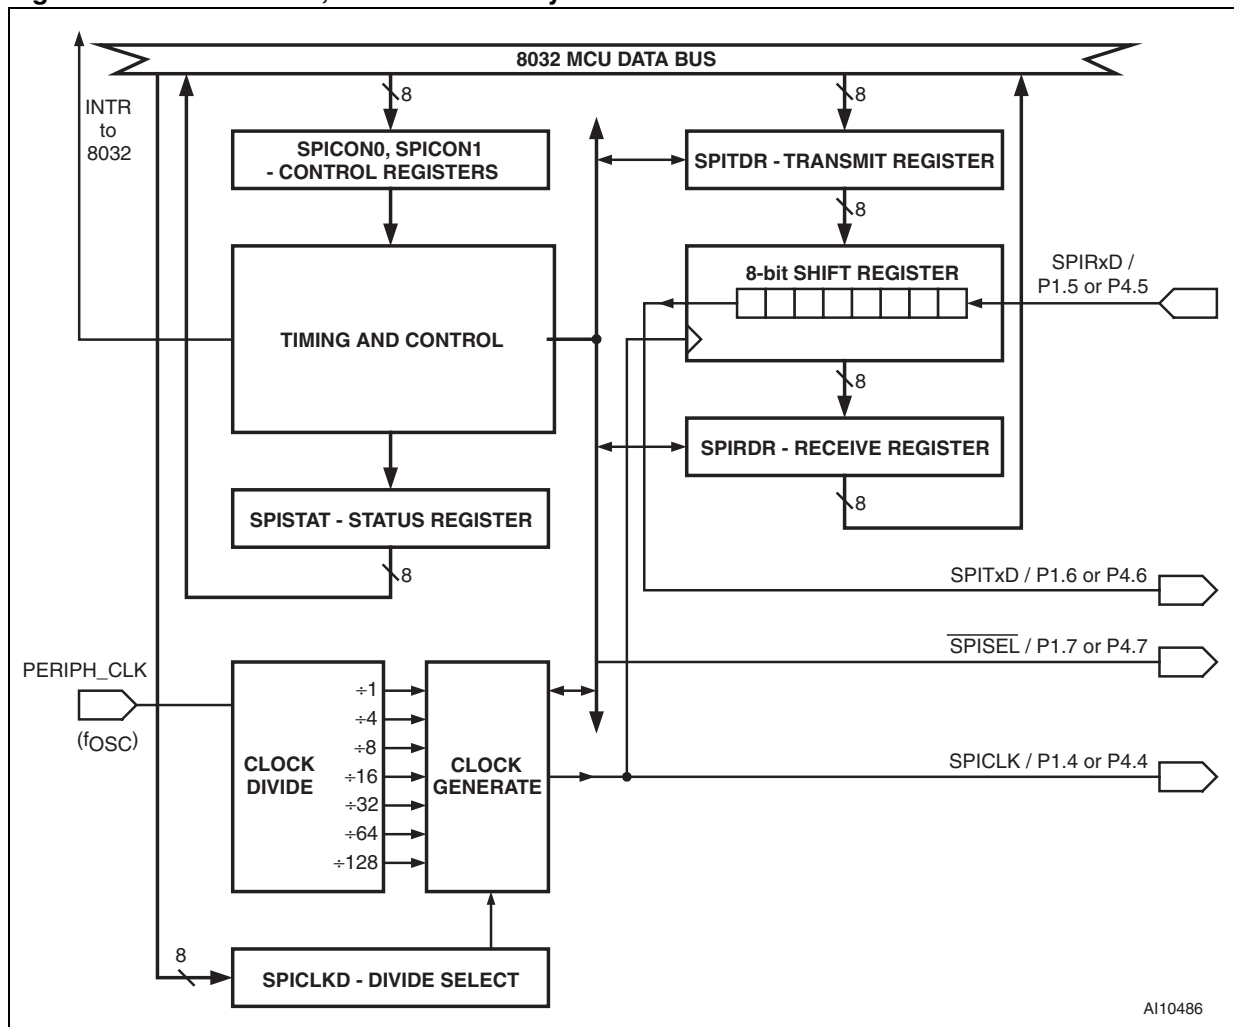 8032 MCU DATA BUS
INTR
to
8032
8
8
SPICON0, SPICON1
- CONTROL REGISTERS
SPITDR - TRANSMIT REGISTER
8
8-bit SHIFT REGISTER
SPIRxD /
P1.5 or P4.5
TIMING AND CONTROL
8
SPIRDR - RECEIVE REGISTER
8
SPISTAT - STATUS REGISTER
8
SPITxD / P1.6 or P4.6
SPISEL / P1.7 or P4.7
PERIPH_CLK
(fOSC)
÷1
÷4
÷8
÷16
÷32
÷64
÷128
CLOCK
DIVIDE
CLOCK
GENERATE
SPICLK / P1.4 or P4.4
8
SPICLKD - DIVIDE SELECT
AI10486